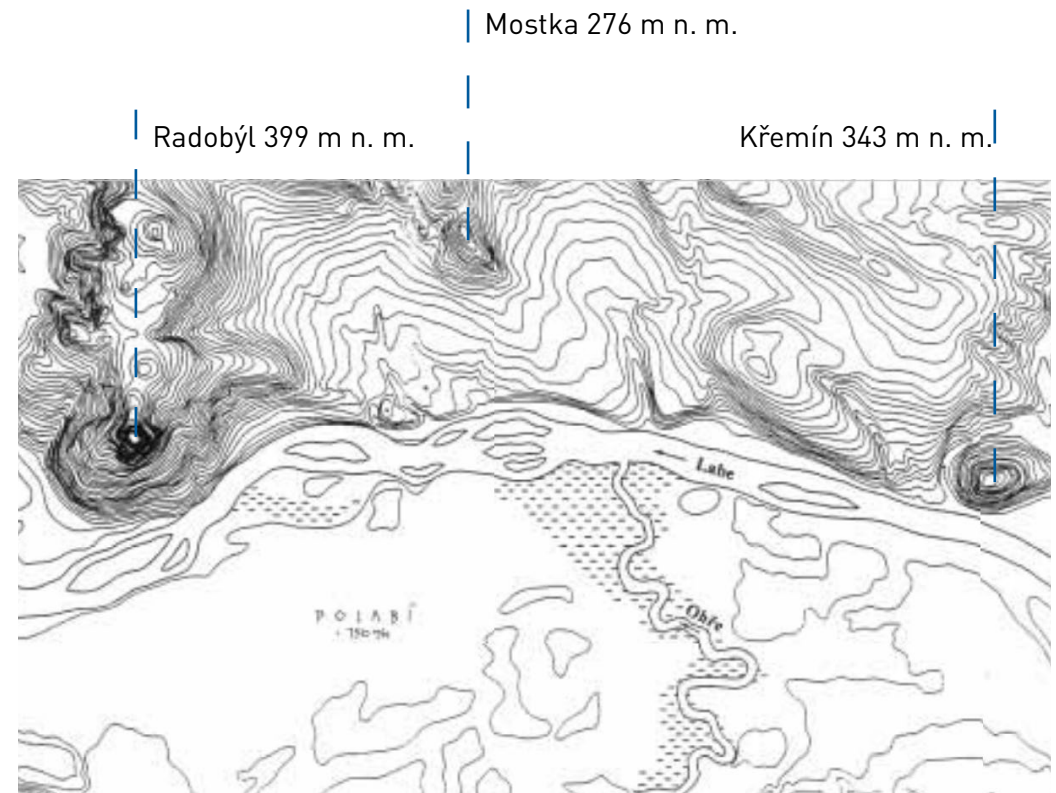 Mostka 276 m n. m.
Radobýl 399 m n. m.
Křemín 343 m n. m.
Labe
Ohře
POLABÍ